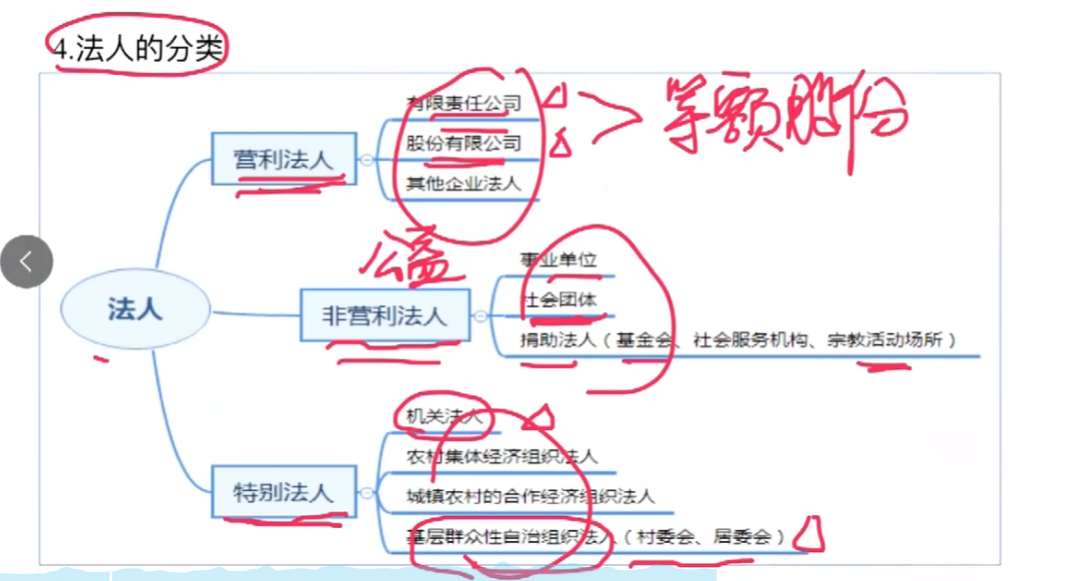 4.法人的分类
有限责任公司
等额股份
股份有限公司
营利法人
其他企业法人
公益
事业单位
社会团体
法人
非营利法人
捐助法人（基金会、社会服务机构、宗教活动场所）
机关法人
农村集体经济组织法人
特别法人
城镇农村的合作经济组织法人
基层群众性自治组织法人（村委会、居委会）